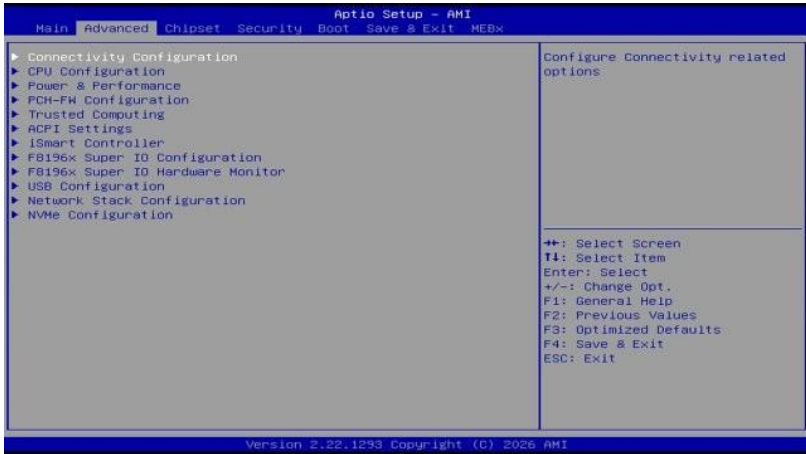 Aptio Setup – AMI
Main Advanced Chipset Security Boot Save & Exit MEBx
Connectivity Configuration
CPU Configuration
Power & Performance
PCH-FW Configuration
Trusted Computing
ACPI Settings
iSmart Controller
F8196x Super IO Configuration
F8196x Super IO Hardware Monitor
USB Configuration
Network Stack Configuration
NVMe Configuration
Configure Connectivity related
options
→←: Select Screen
↑↓: Select Item
Enter: Select
+/-: Change Opt.
F1: General Help
F2: Previous Values
F3: Optimized Defaults
F4: Save & Exit
ESC: Exit
Version 2.22.1293 Copyright (C) 2026 AMI